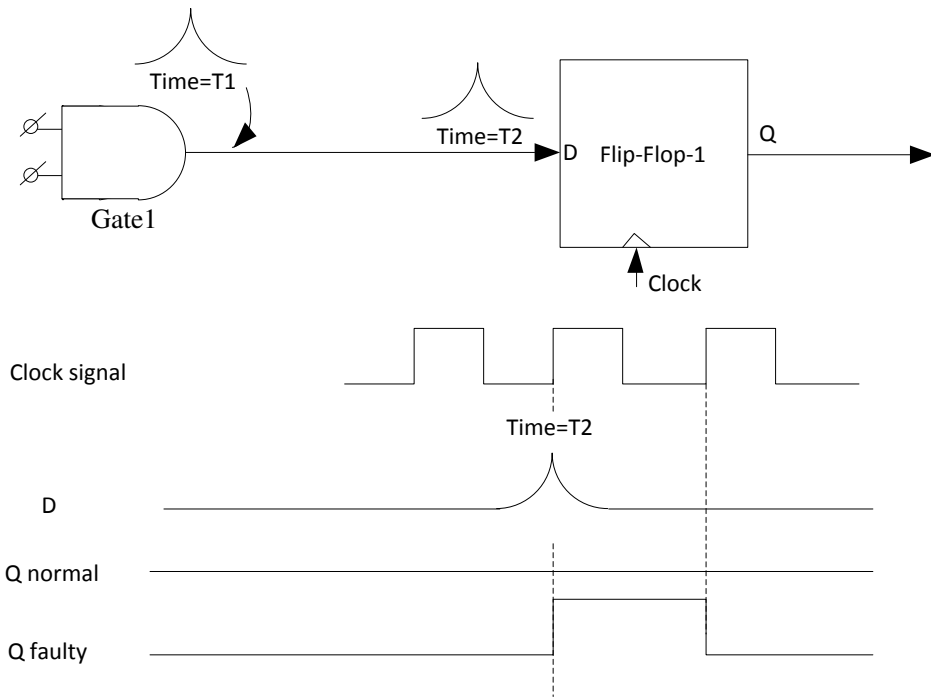 Time=T1
Time=T2
D
Flip-Flop-1
Q
Gate1
Clock
Clock signal
Time=T2
D
Q normal
Q faulty